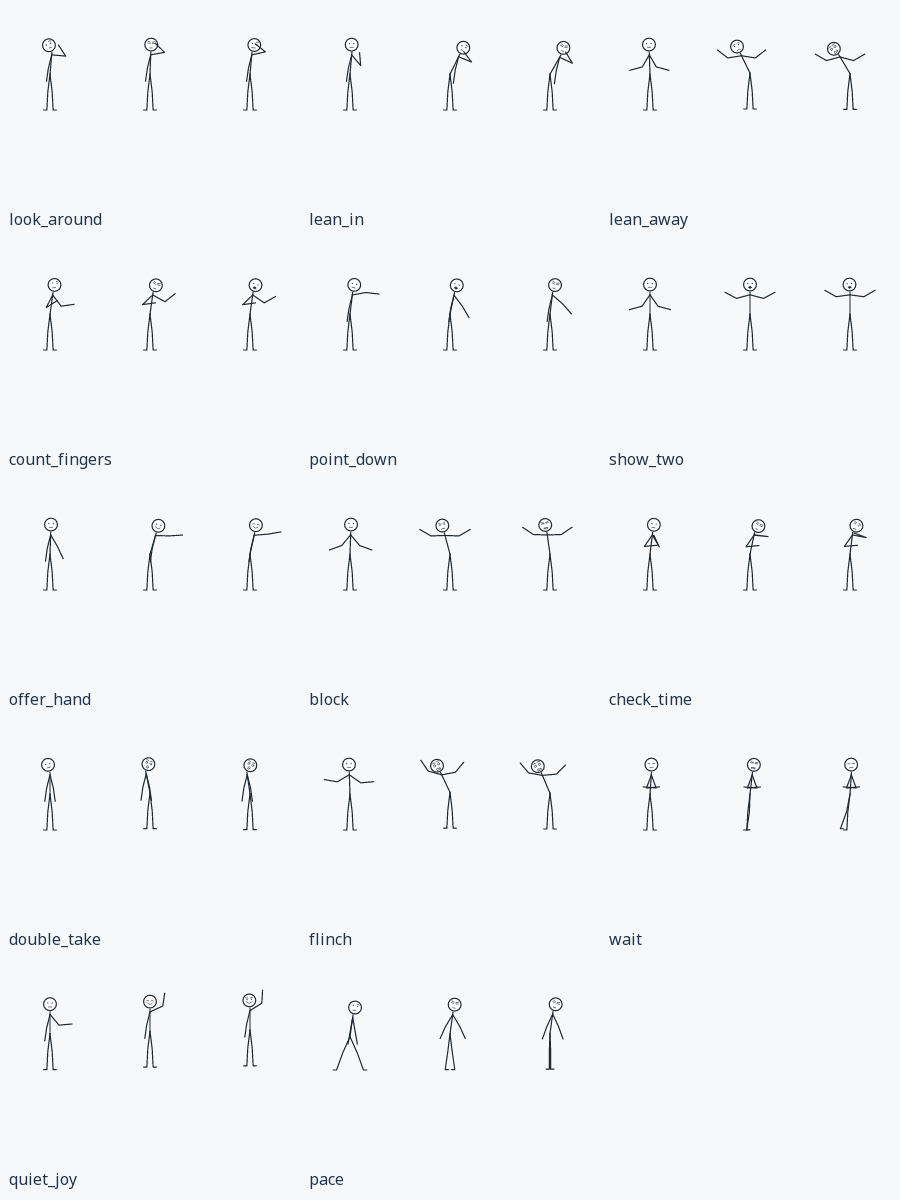 look_around
lean_in
lean_away
count_fingers
point_down
show_two
offer_hand
block
check_time
double_take
flinch
wait
quiet_joy
pace